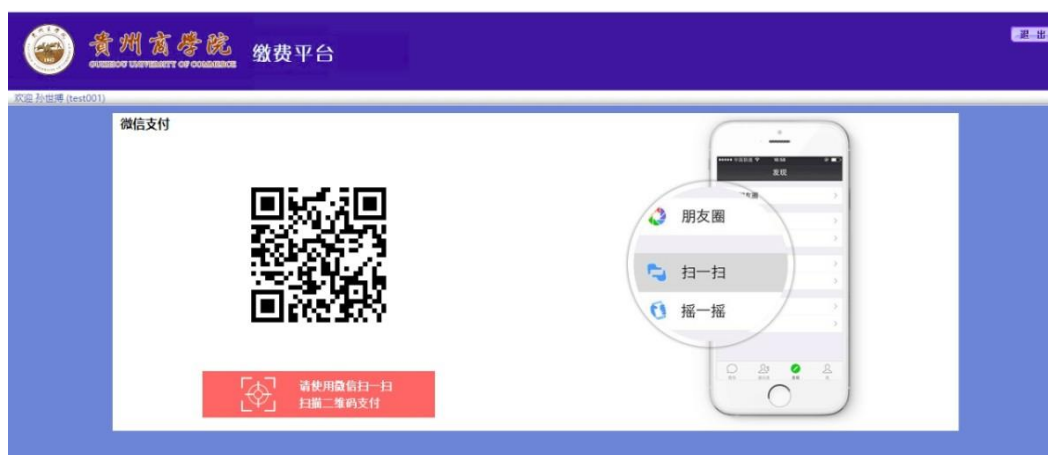 贵州商学院
GUIZHOU UNIVERSITY OF COMMERCE
缴费平台
退 出
欢迎 孙世博 (test001)
微信支付
发现
朋友圈
扫一扫
摇一摇
请使用微信扫一扫
扫描二维码支付